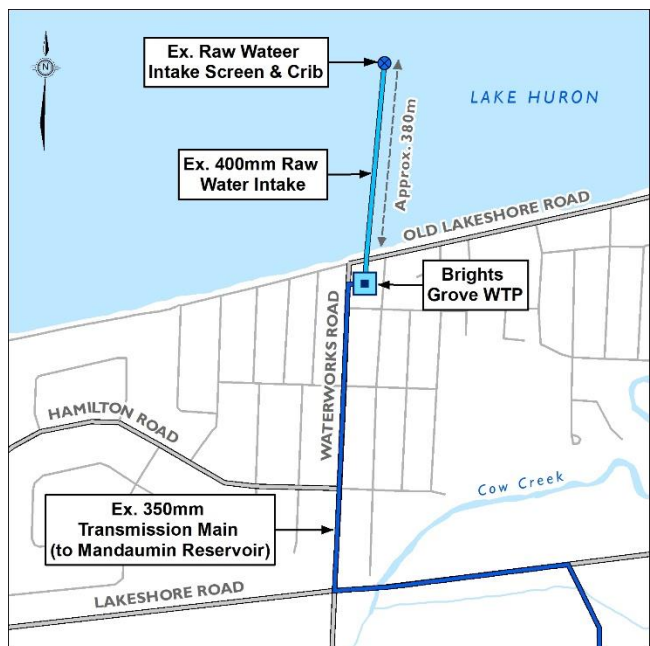 Ex. Raw Wateer
Intake Screen & Crib
N
LAKE HURON
Ex. 400mm Raw
Water Intake
Approx. 380m
OLD LAKESHORE ROAD
Brights
Grove WTP
WATERWORKS ROAD
HAMILTON ROAD
Cow Creek
Ex. 350mm
Transmission Main
(to Mandaumin Reservoir)
LAKESHORE ROAD